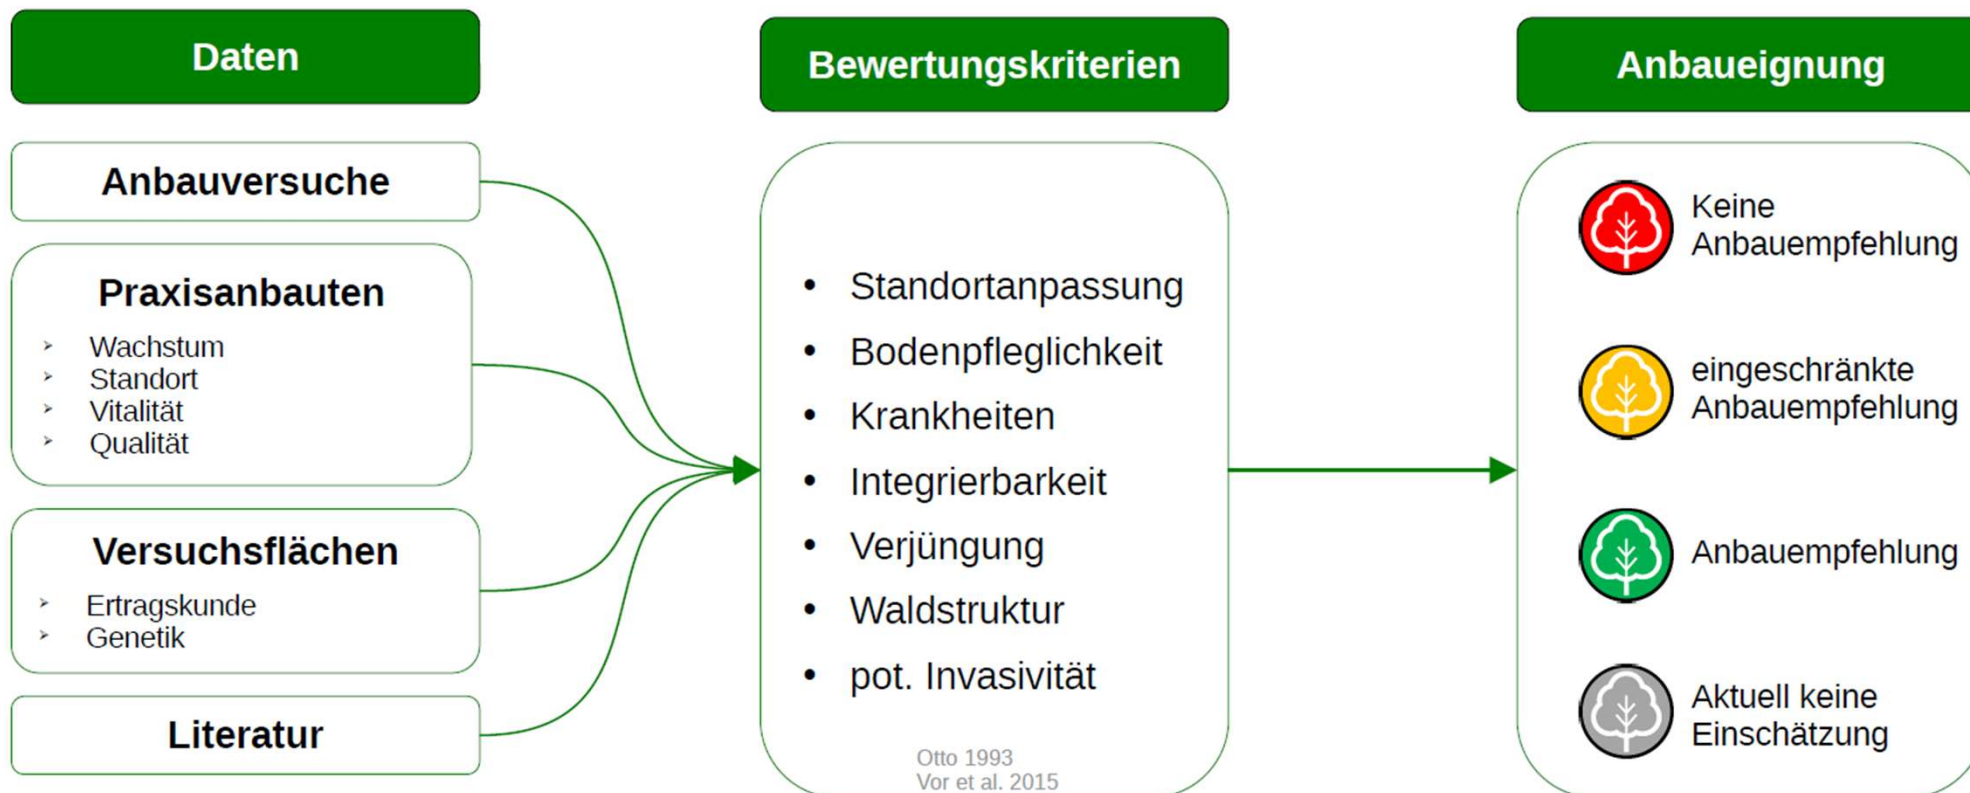 Daten
Anbauversuche
Praxisanbauten
Wachstum
Standort
Vitalität
Qualität
Versuchsflächen
Ertragskunde
Genetik
Literatur
Bewertungskriterien
Standortanpassung
Bodenpfleglichkeit
Krankheiten
Integrierbarkeit
Verjüngung
Waldstruktur
pot. Invasivität
Otto 1993
Vor et al. 2015
Anbaueignung
Keine
Anbauempfehlung
eingeschränkte
Anbauempfehlung
Anbauempfehlung
Aktuell keine
Einschätzung